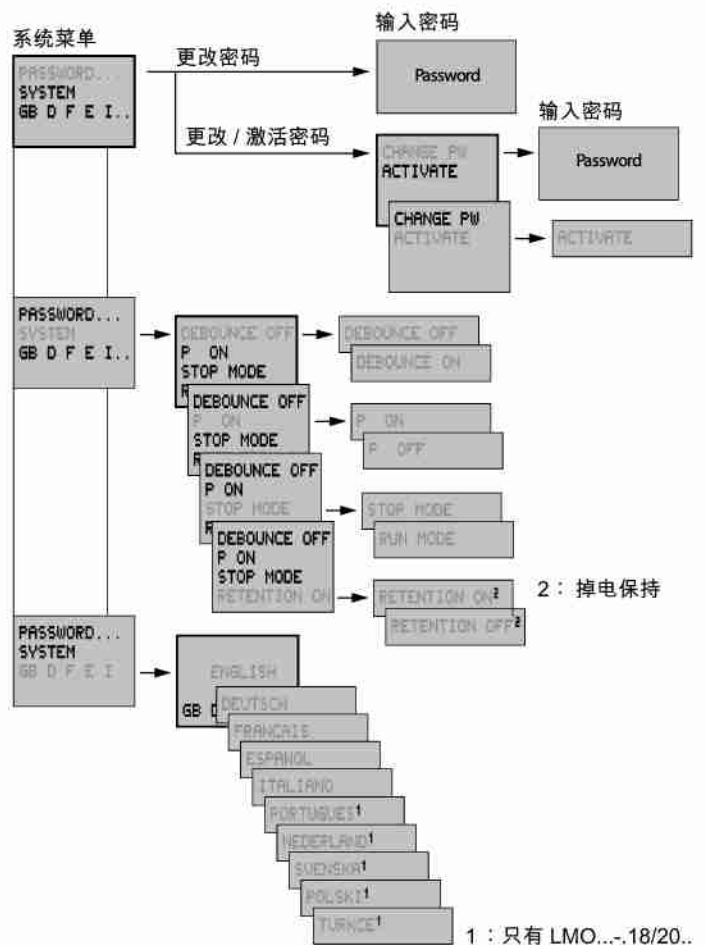 输入密码
系统菜单
更改密码
PASSWORD...
SYSTEM
GB D F E I..
Password
输入密码
更改 / 激活密码
CHANGE PW
ACTIVATE
Password
CHANGE PW
ACTIVATE
ACTIVATE
PASSWORD...
SYSTEM
GB D F E I..
DEBOUNCE OFF
P ON
STOP MODE
R
DEBOUNCE OFF
DEBOUNCE ON
DEBOUNCE OFF
P ON
STOP MODE
R
P ON
P OFF
DEBOUNCE OFF
P ON
STOP MODE
R
STOP MODE
RUN MODE
DEBOUNCE OFF
P ON
STOP MODE
RETENTION ON
RETENTION ON²
RETENTION OFF²
2：掉电保持
PASSWORD...
SYSTEM
GB D F E I
ENGLISH
GB D
DEUTSCH
FRANCAIS
ESPANOL
ITALIANO
PORTUGUES¹
NEDERLAND¹
SVENSKA¹
POLSKI¹
TURKCE¹
1：只有 LMO...-.18/20..